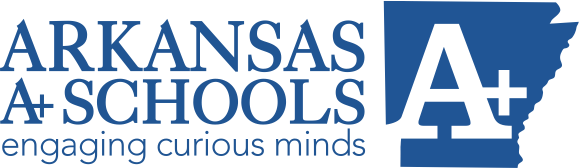 ARKANSAS
A+ SCHOOLS
engaging curious minds
A+